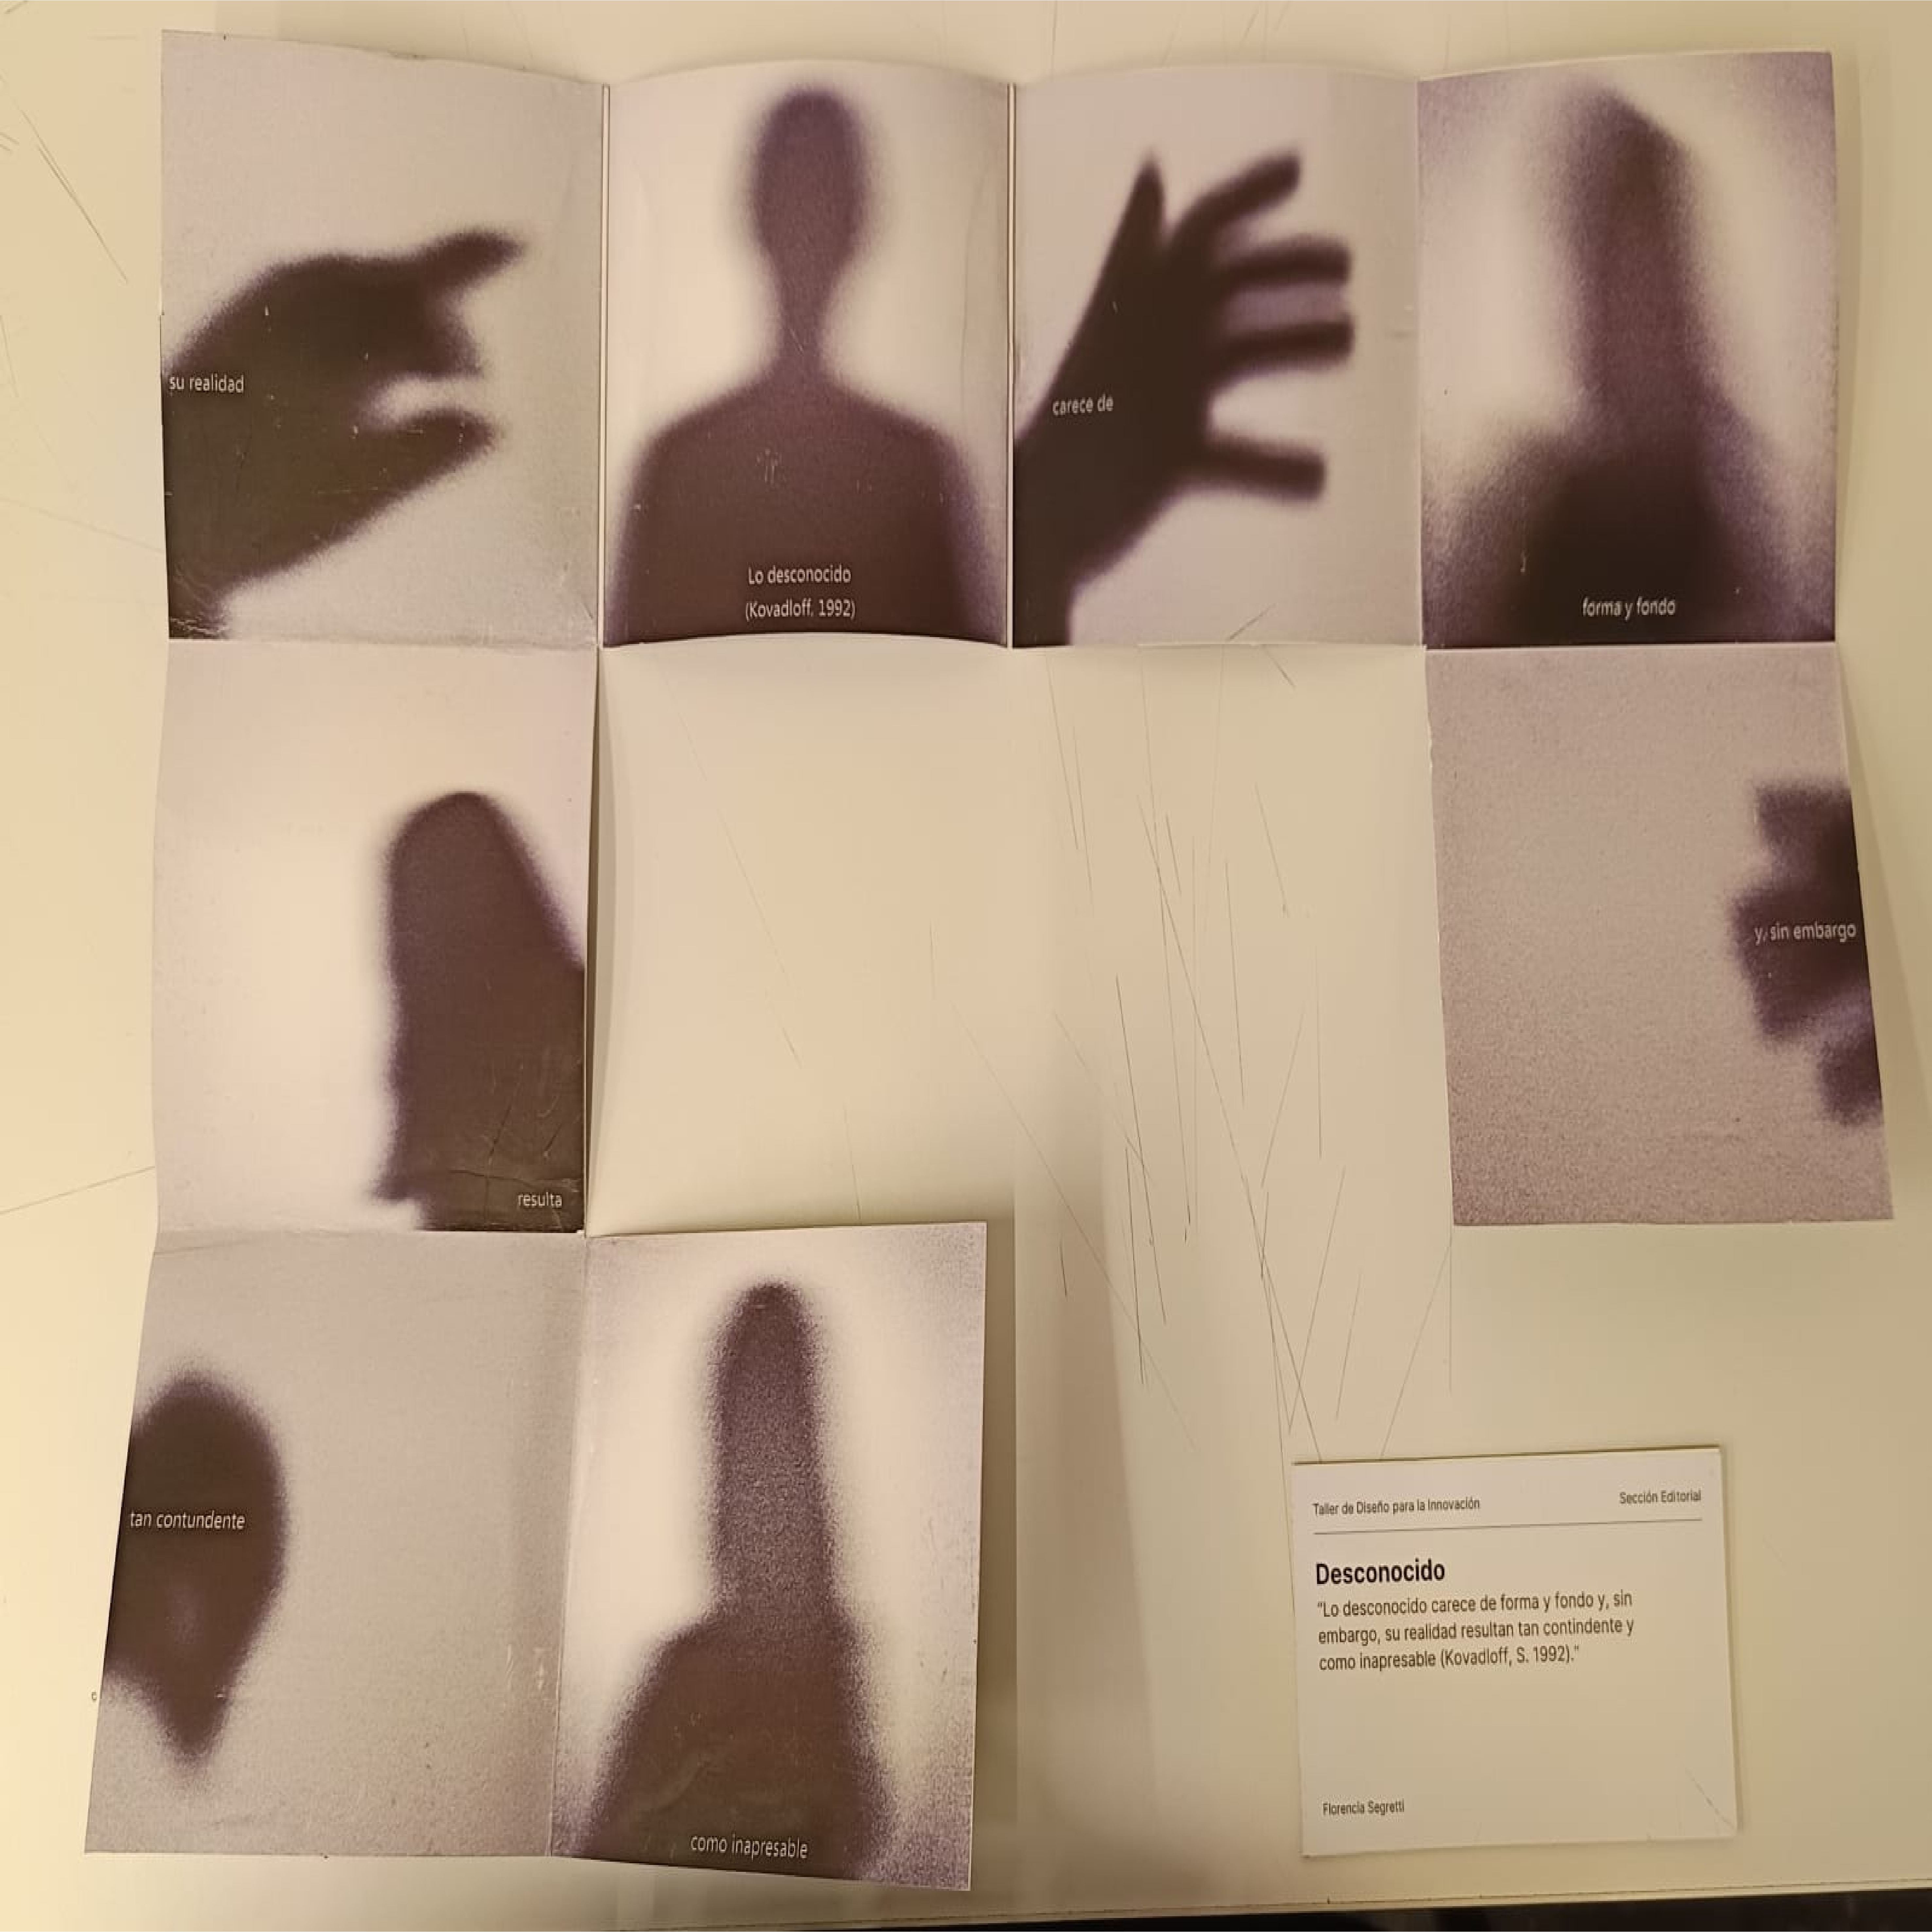 su realidad
Lo desconocido
(Kovadloff, 1992)
carece de
forma y fondo
resulta
y, sin embargo
tan contundente
como inapresable
Taller de Diseño para la Innovación
Sección Editorial
Desconocido
“Lo desconocido carece de forma y fondo y, sin
embargo, su realidad resultan tan contindente y
como inapresable (Kovadloff, S. 1992).“
Florencia Segretti